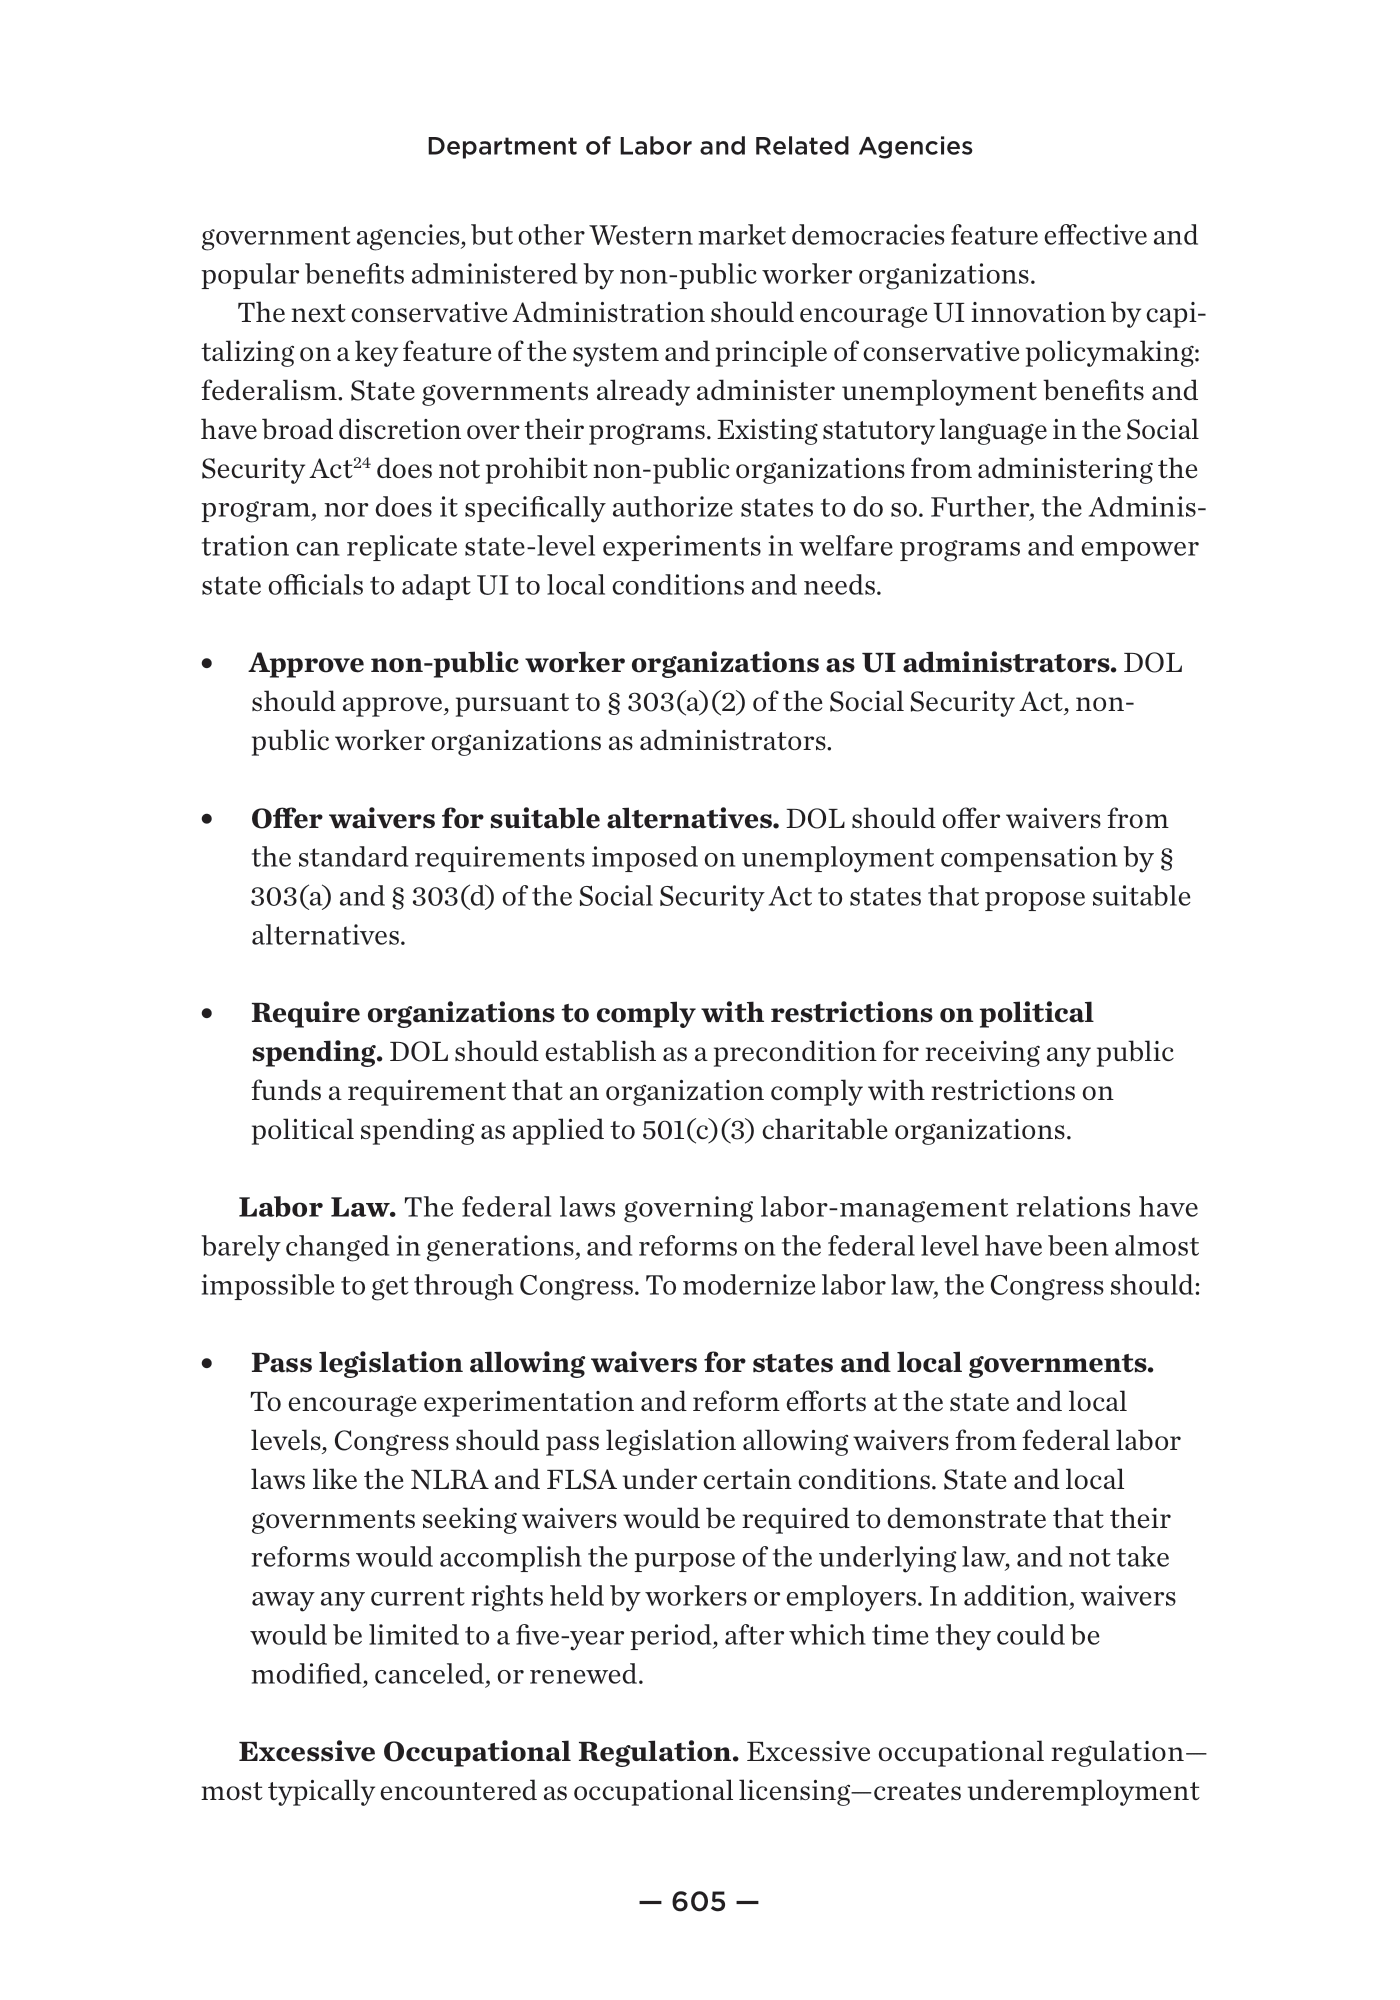 Department of Labor and Related Agencies
government agencies, but other Western market democracies feature effective and
popular benefits administered by non-public worker organizations.
The next conservative Administration should encourage UI innovation by capi-
talizing on a key feature of the system and principle of conservative policymaking:
federalism. State governments already administer unemployment benefits and
have broad discretion over their programs. Existing statutory language in the Social
Security Act²⁴ does not prohibit non-public organizations from administering the
program, nor does it specifically authorize states to do so. Further, the Adminis-
tration can replicate state-level experiments in welfare programs and empower
state officials to adapt UI to local conditions and needs.
• Approve non-public worker organizations as UI administrators. DOL
should approve, pursuant to § 303(a)(2) of the Social Security Act, non-
public worker organizations as administrators.
• Offer waivers for suitable alternatives. DOL should offer waivers from
the standard requirements imposed on unemployment compensation by §
303(a) and § 303(d) of the Social Security Act to states that propose suitable
alternatives.
• Require organizations to comply with restrictions on political
spending. DOL should establish as a precondition for receiving any public
funds a requirement that an organization comply with restrictions on
political spending as applied to 501(c)(3) charitable organizations.
Labor Law. The federal laws governing labor-management relations have
barely changed in generations, and reforms on the federal level have been almost
impossible to get through Congress. To modernize labor law, the Congress should:
• Pass legislation allowing waivers for states and local governments.
To encourage experimentation and reform efforts at the state and local
levels, Congress should pass legislation allowing waivers from federal labor
laws like the NLRA and FLSA under certain conditions. State and local
governments seeking waivers would be required to demonstrate that their
reforms would accomplish the purpose of the underlying law, and not take
away any current rights held by workers or employers. In addition, waivers
would be limited to a five-year period, after which time they could be
modified, canceled, or renewed.
Excessive Occupational Regulation. Excessive occupational regulation—
most typically encountered as occupational licensing—creates underemployment
— 605 —